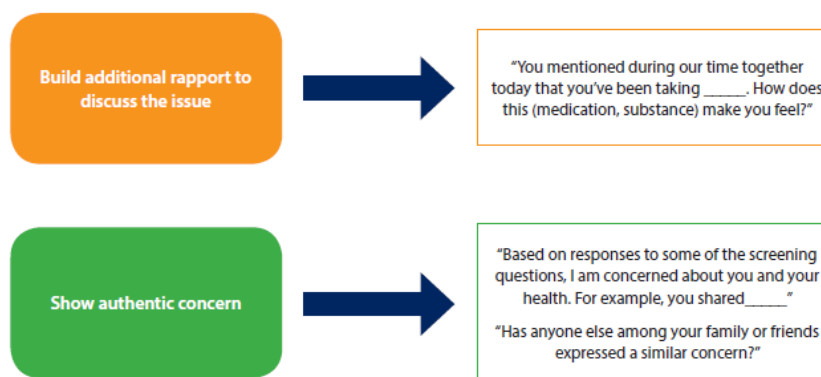 Build additional rapport to
discuss the issue
“You mentioned during our time together
today that you’ve been taking _____. How does
this (medication, substance) make you feel?”
Show authentic concern
“Based on responses to some of the screening
questions, I am concerned about you and your
health. For example, you shared_____”
“Has anyone else among your family or friends
expressed a similar concern?”